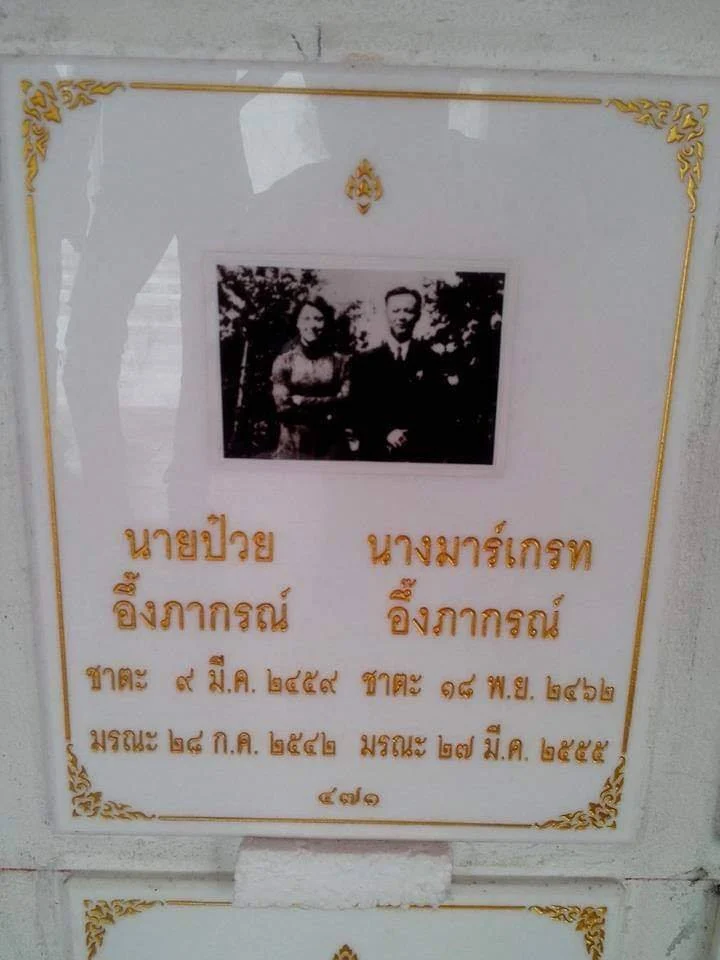 นายป๋วย
อึ๊งภากรณ์
ชาตะ ๙ มี.ค. ๒๔๕๙
มรณะ ๒๘ ก.ค. ๒๕๔๒
นางมาร์เกรท
อึ๊งภากรณ์
ชาตะ ๑๘ พ.ย. ๒๔๖๒
มรณะ ๒๗ มี.ค. ๒๕๕๕
๔๗๑